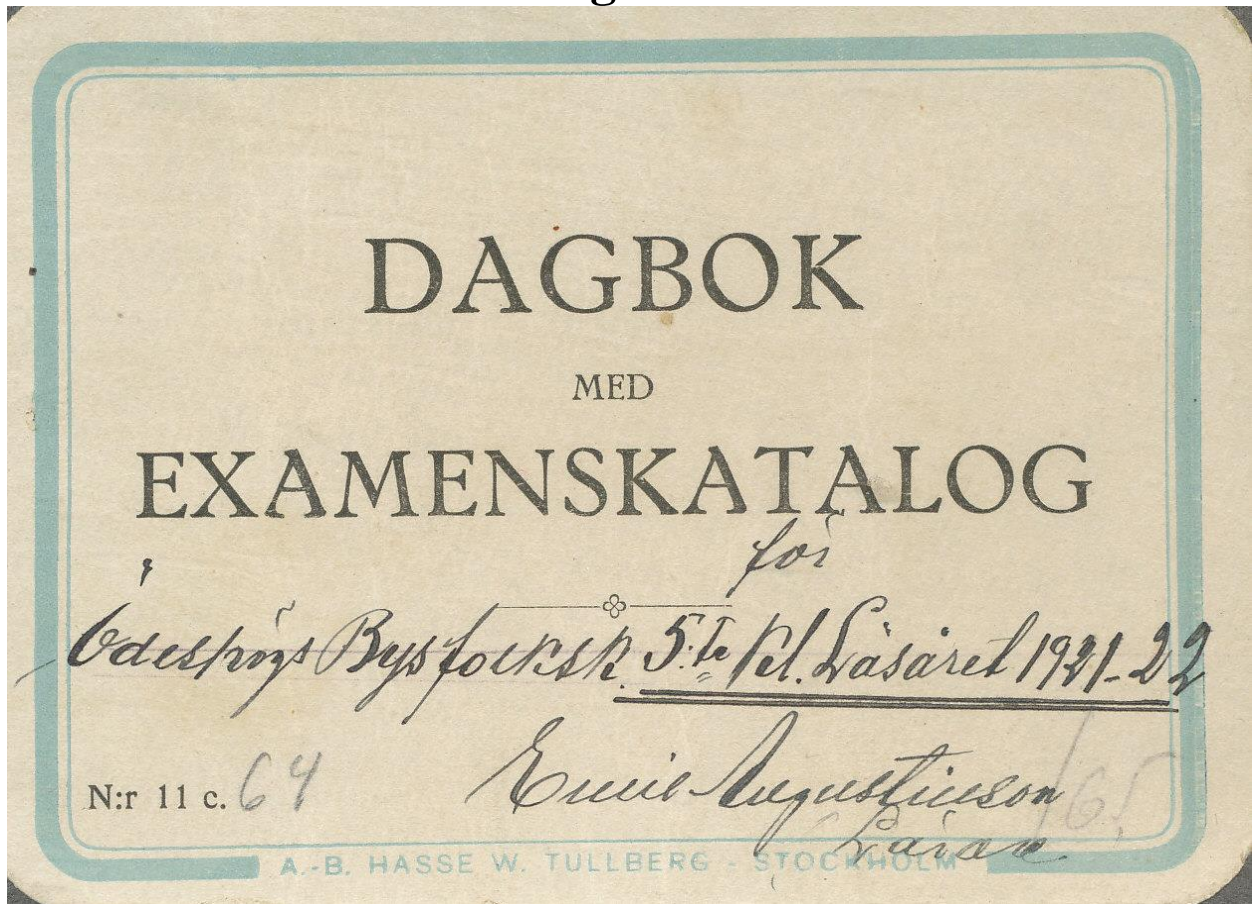 DAGBOK
MED
EXAMENSKATALOG
för
Ödeshögs Bys folksk. 5:te kl. Läsåret 1921-22
N:r 11 c. 64
Emil Augustinson
Lärare
A.-B. HASSE W. TULLBERG - STOCKHOLM